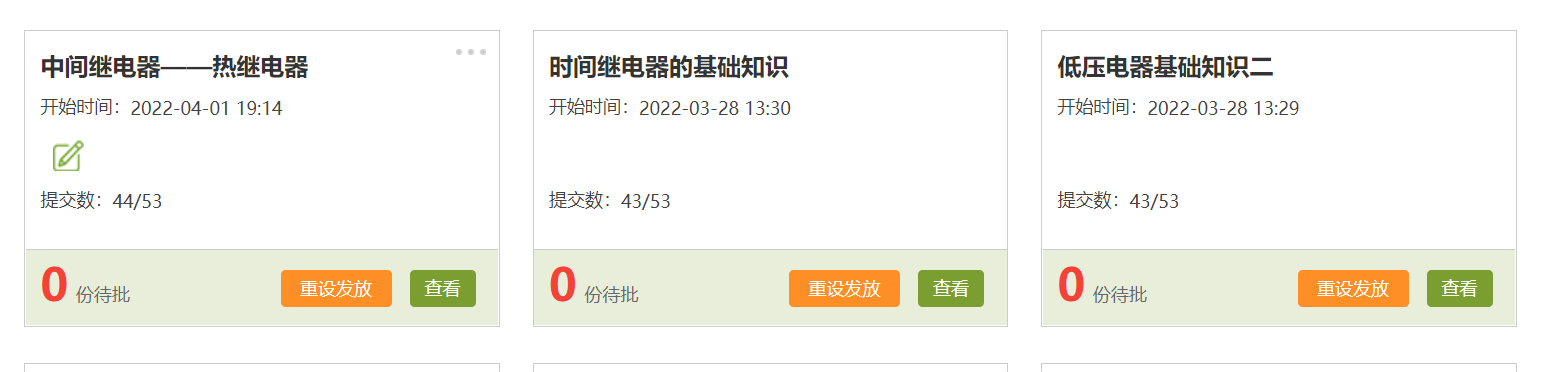 中间继电器——热继电器
开始时间：2022-04-01 19:14
提交数：44/53
0 份待批 重设发放 查看
时间继电器的基础知识
开始时间：2022-03-28 13:30
提交数：43/53
0 份待批 重设发放 查看
低压电器基础知识二
开始时间：2022-03-28 13:29
提交数：43/53
0 份待批 重设发放 查看